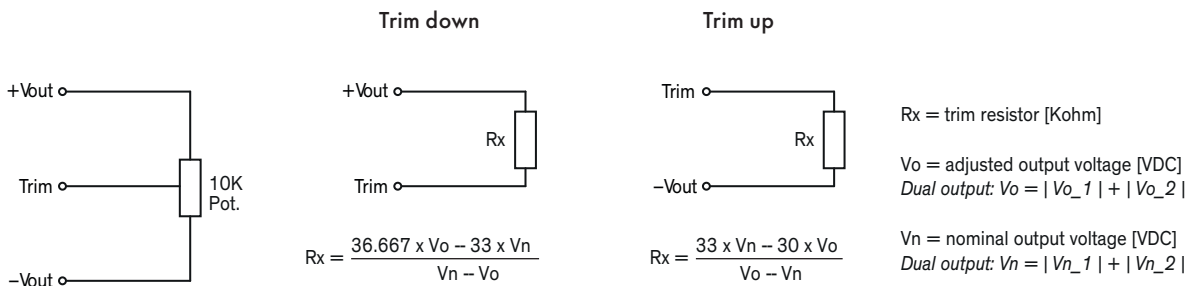 Trim down
Trim up
+Vout
Trim
–Vout
10K
Pot.
+Vout
Trim
Rx
Rx = 36.667 x Vo – 33 x Vn
Vn – Vo
Trim
–Vout
Rx
Rx = 33 x Vn – 30 x Vo
Vo – Vn
Rx = trim resistor [Kohm]
Vo = adjusted output voltage [VDC]
Dual output: Vo = | Vo_1 | + | Vo_2 |
Vn = nominal output voltage [VDC]
Dual output: Vn = | Vn_1 | + | Vn_2 |